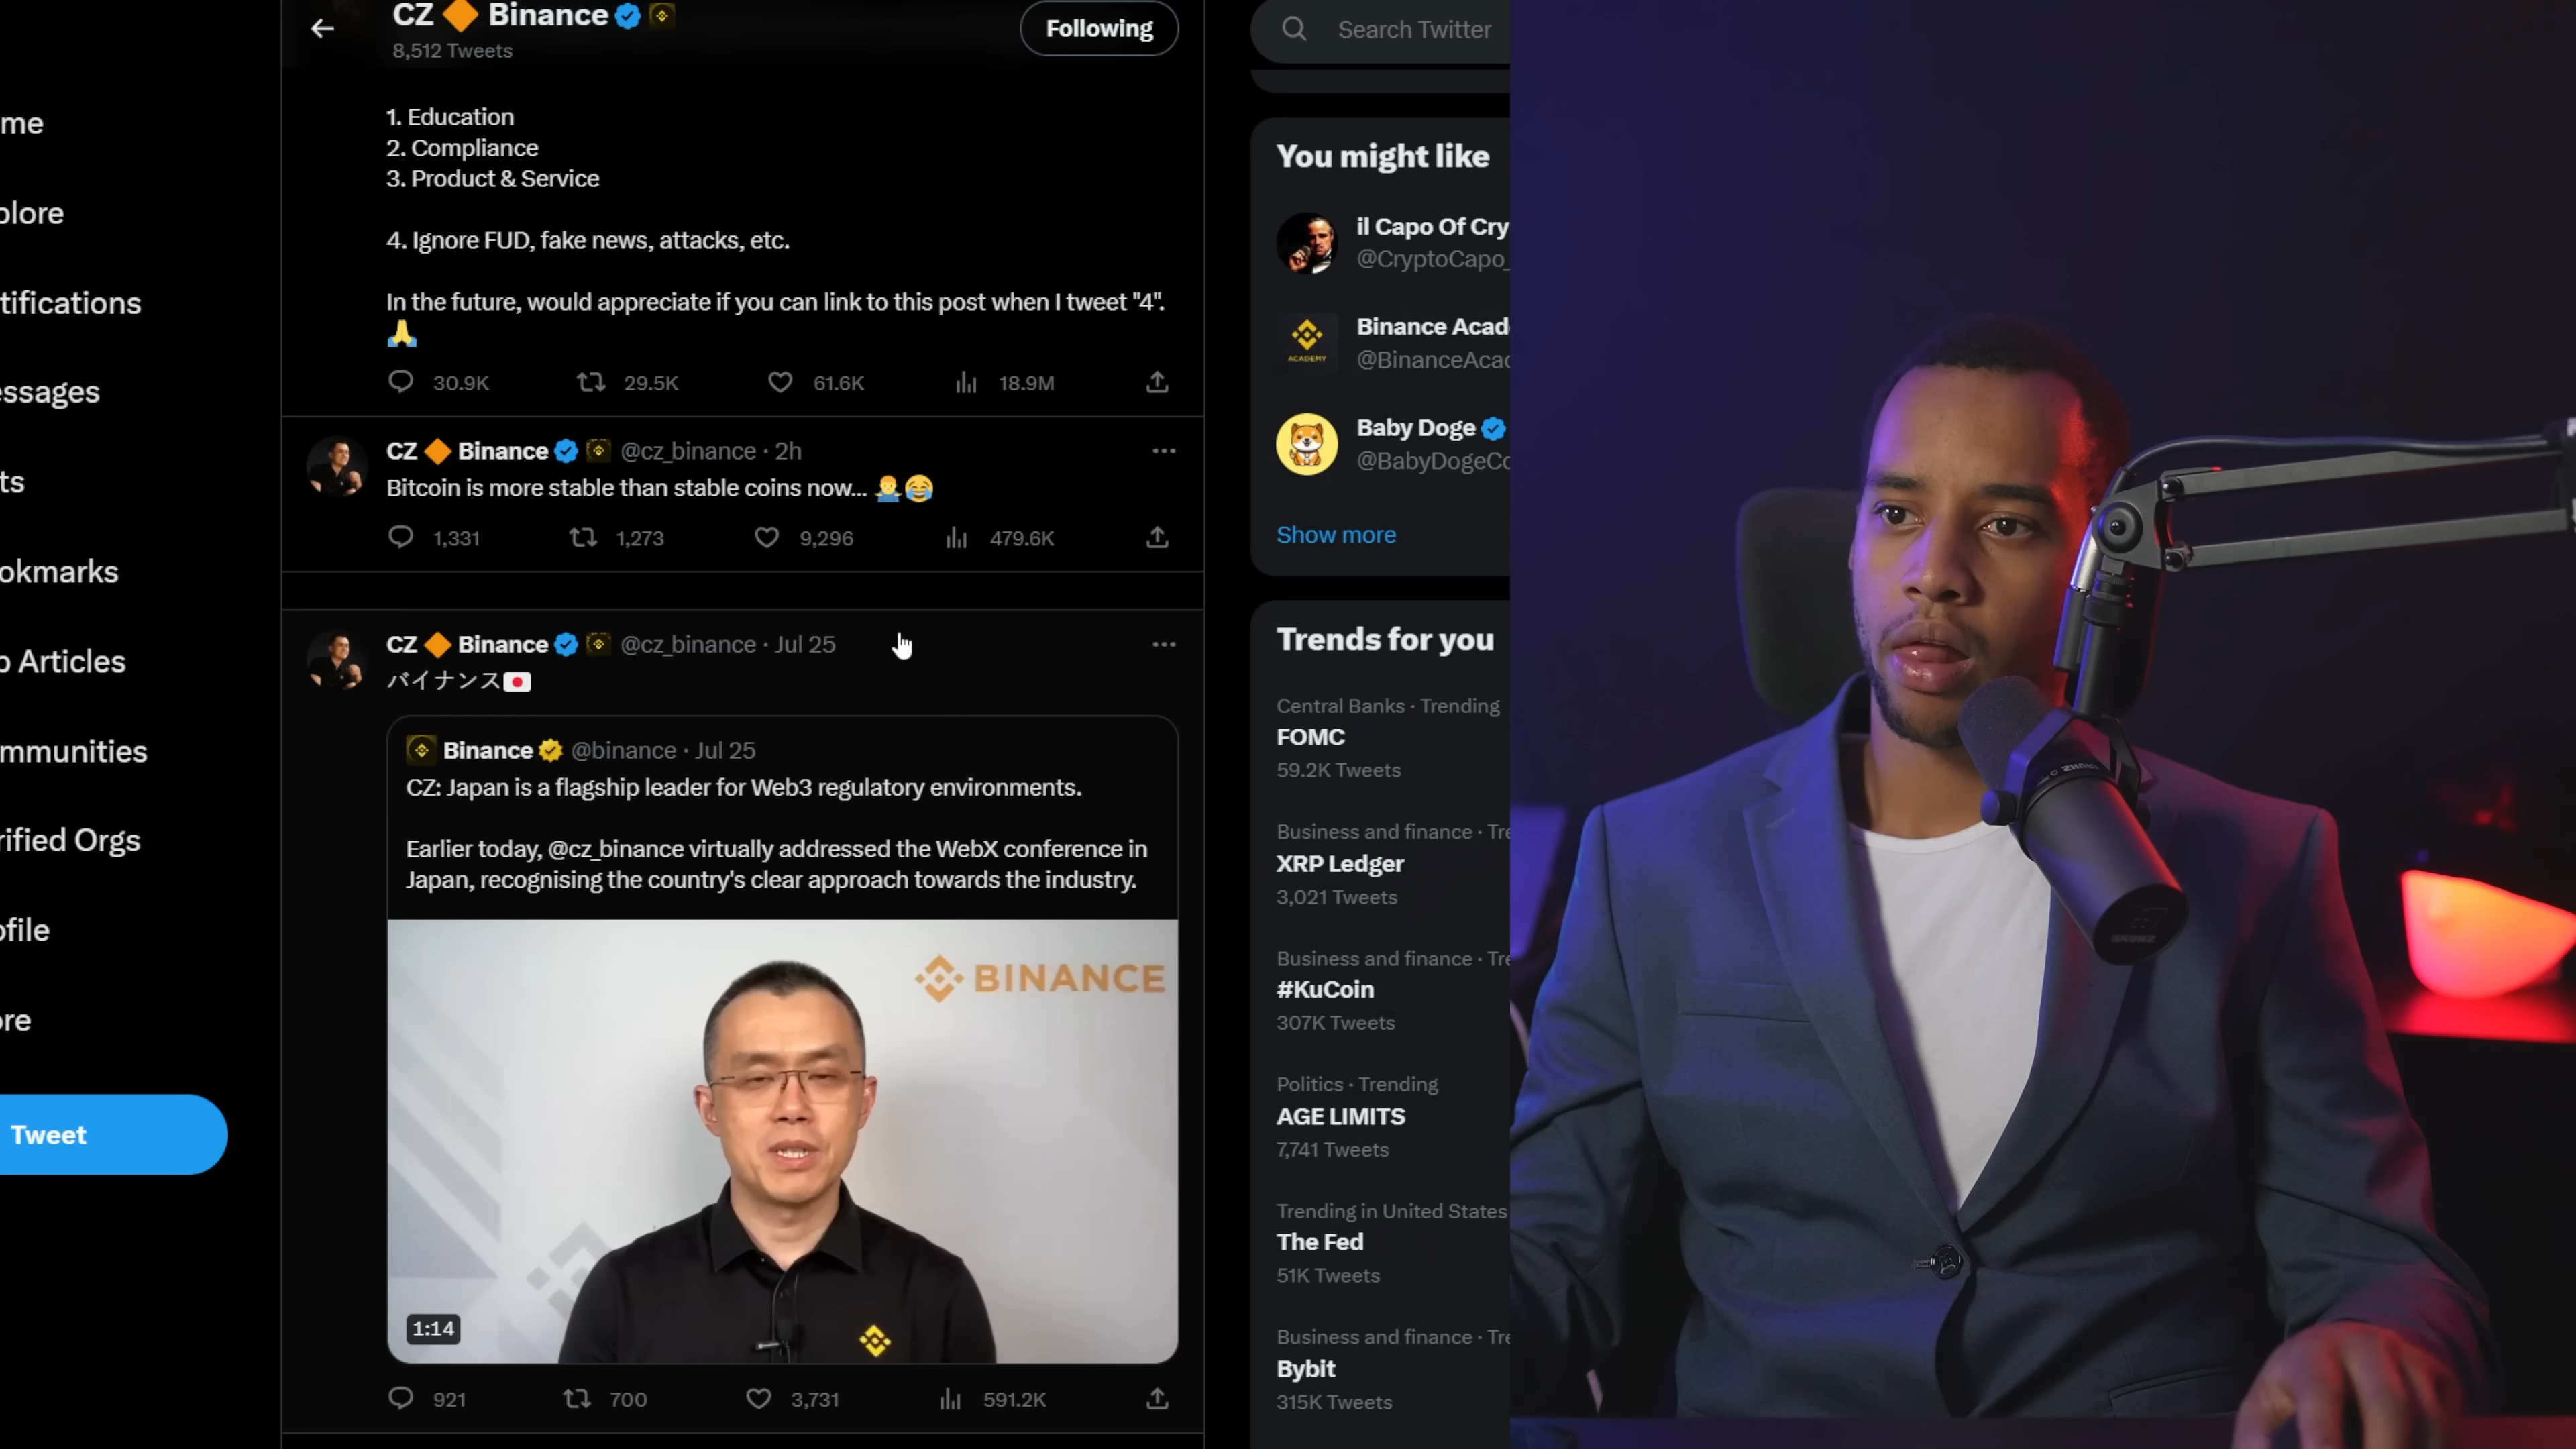 CZ 🔶 Binance
8,512 Tweets
Following
1. Education
2. Compliance
3. Product & Service
4. Ignore FUD, fake news, attacks, etc.
In the future, would appreciate if you can link to this post when I tweet "4".
🙏
30.9K 29.5K 61.6K 18.9M
CZ 🔶 Binance @cz_binance · 2h
Bitcoin is more stable than stable coins now... 🤷‍♂️😂
1,331 1,273 9,296 479.6K
CZ 🔶 Binance @cz_binance · Jul 25
バイナンス🇯🇵
Binance @binance · Jul 25
CZ: Japan is a flagship leader for Web3 regulatory environments.
Earlier today, @cz_binance virtually addressed the WebX conference in
Japan, recognising the country's clear approach towards the industry.
BINANCE
1:14
921 700 3,731 591.2K
me
plore
tifications
essages
ts
okmarks
p Articles
mmunities
rified Orgs
ofile
ore
Tweet
Search Twitter
You might like
il Capo Of Cry
@CryptoCapo_
ACADEMY
Binance Acad
@BinanceAcad
Baby Doge
@BabyDogeCo
Show more
Trends for you
Central Banks · Trending
FOMC
59.2K Tweets
Business and finance · Tre
XRP Ledger
3,021 Tweets
Business and finance · Tre
#KuCoin
307K Tweets
Politics · Trending
AGE LIMITS
7,741 Tweets
Trending in United States
The Fed
51K Tweets
Business and finance · Tre
Bybit
315K Tweets